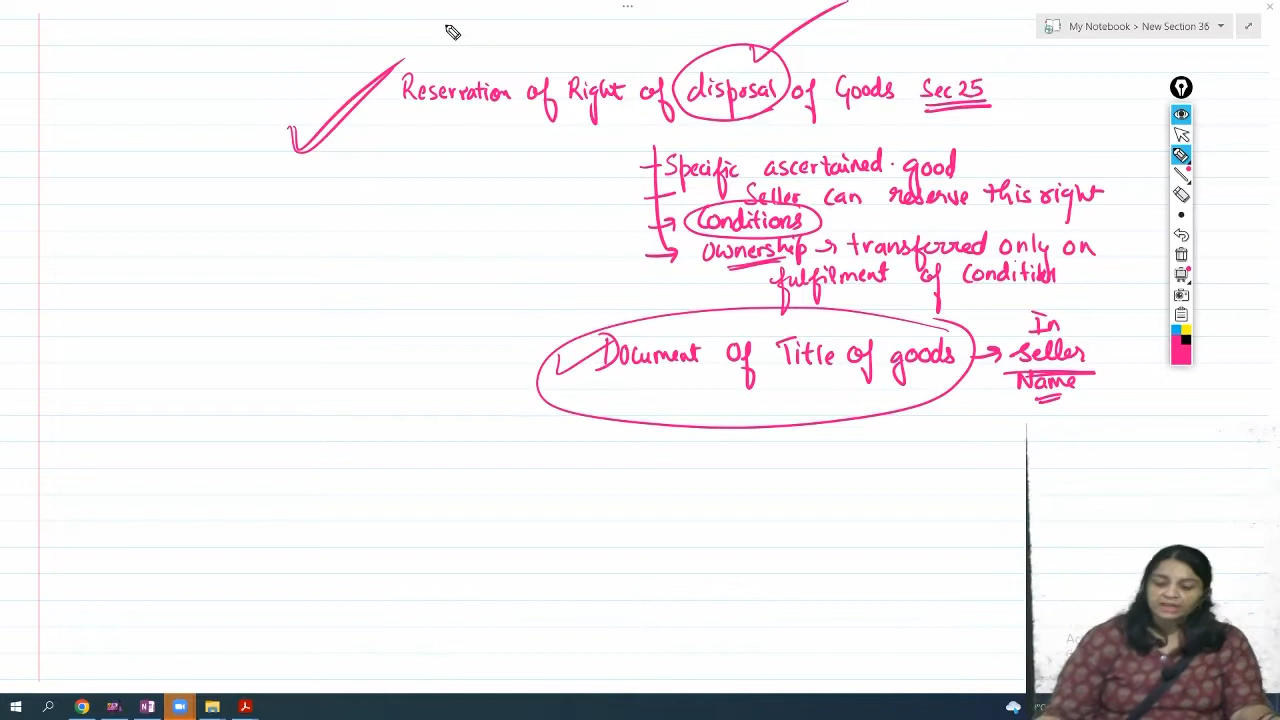 My Notebook > New Section 36
Reservation of Right of disposal of Goods Sec 25
Specific ascertained. good
Seller can reserve this right
Conditions
Ownership → transferred only on
fulfilment of Condition
Document of Title of goods → In
Seller
Name